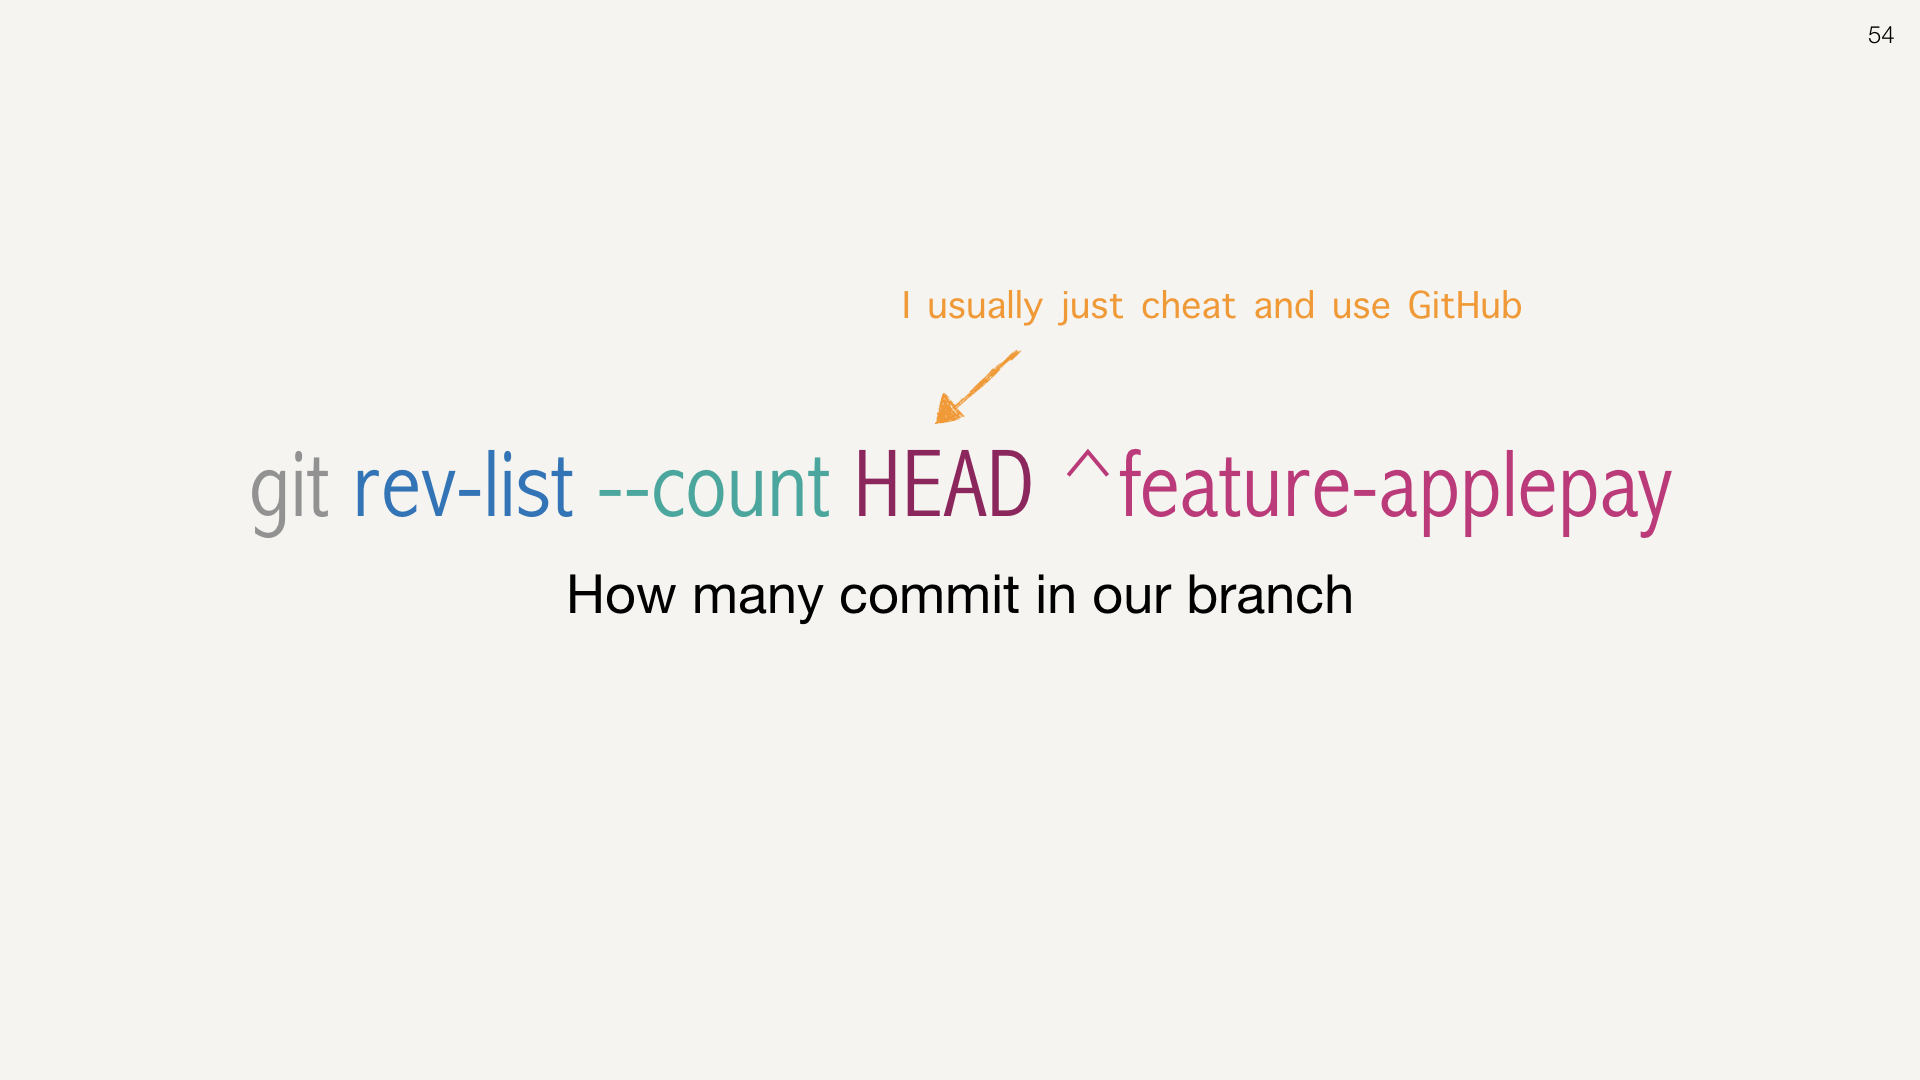 54
I usually just cheat and use GitHub
git rev-list --count HEAD ^feature-applepay
How many commit in our branch